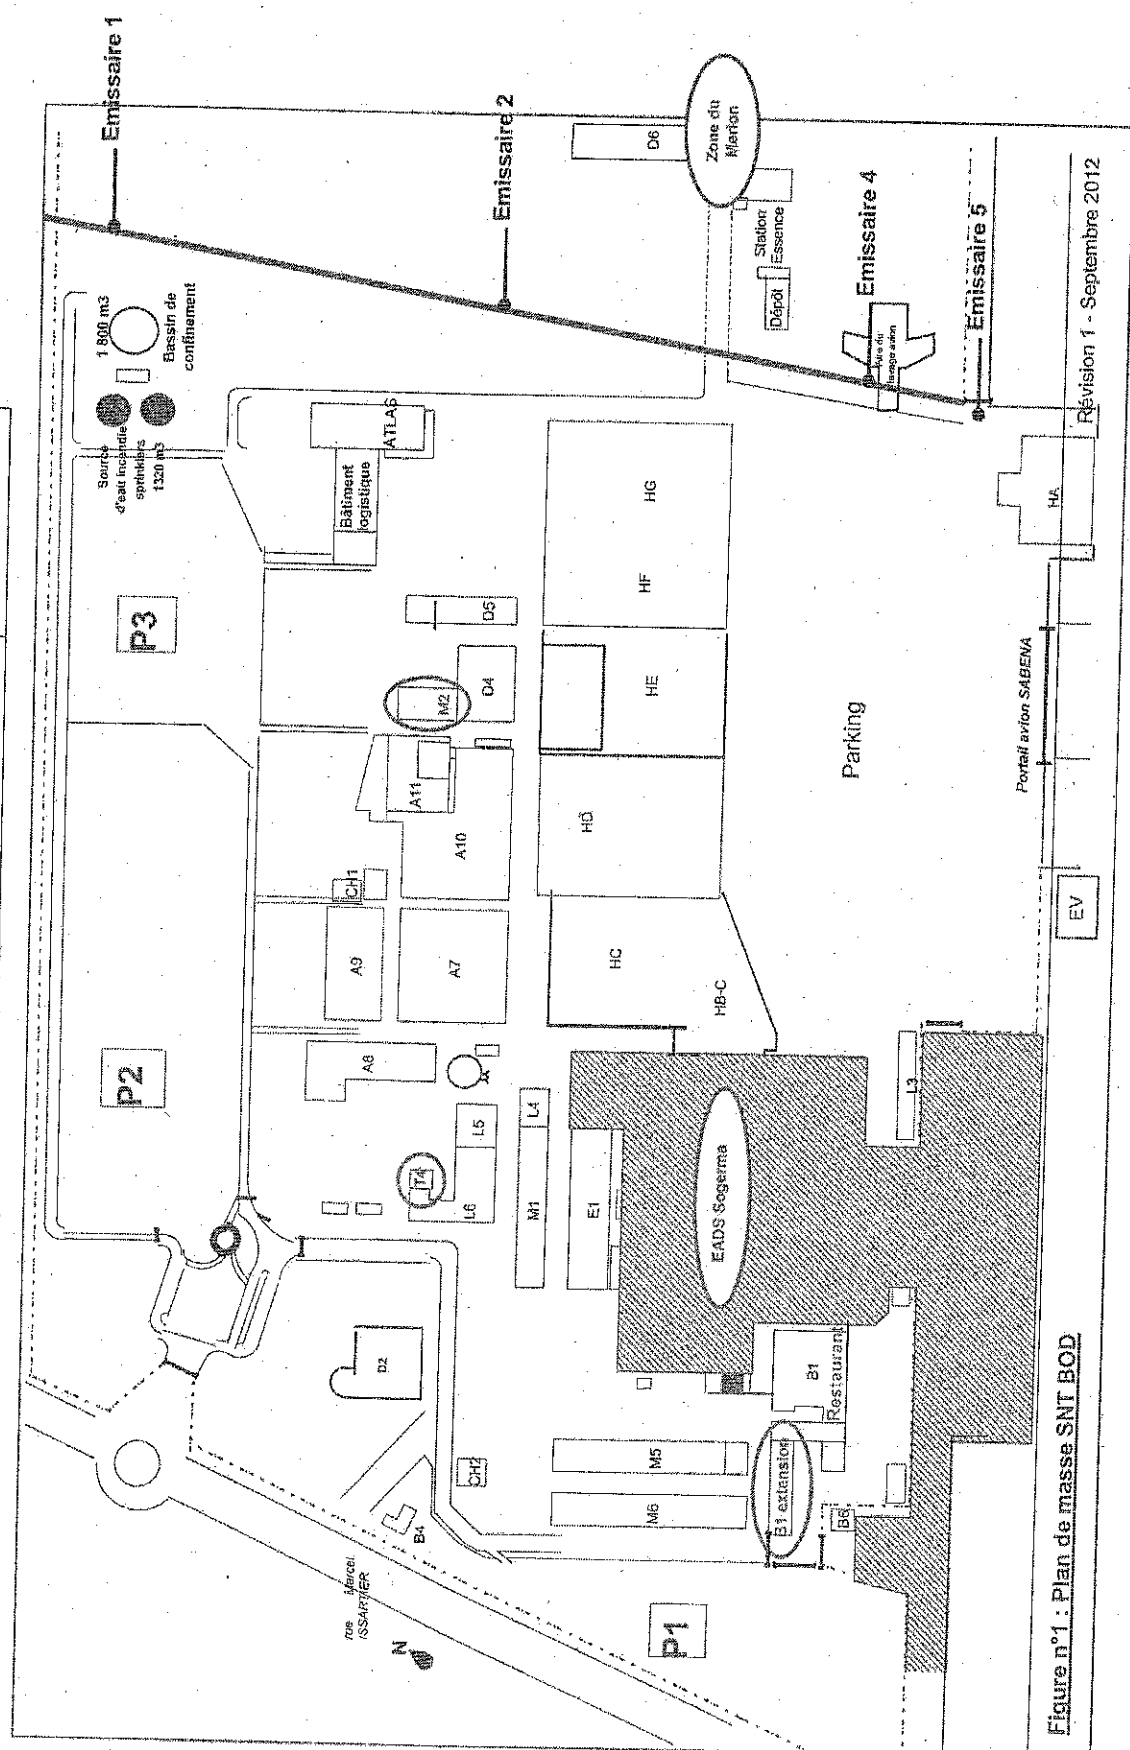 Emissaire 1
Emissaire 2
Emissaire 4
Emissaire 5
1 800 m3
Bassin de
confinement
Source
d'eau incendie
sprinklers
1320 m3
D6
Zone du
Merlon
Station
Essence
Dépôt
Aire du
lavage avion
P3
ATLAS
Bâtiment
logistique
D5
M2
D4
HG
HF
HE
HA
A11
A10
CH1
HD
Parking
Portail avion SABENA
P2
A9
A7
HC
HB-C
EV
A8
L5
L4
T4
L6
M1
E1
L3
EADS Sogerma
D2
B1
Restaurant
CH2
M5
M6
B1 extension
B6
B4
rue Marcel
ISSARTIER
N
P1
Figure n°1 : Plan de masse SNT BOD
Révision 1 - Septembre 2012